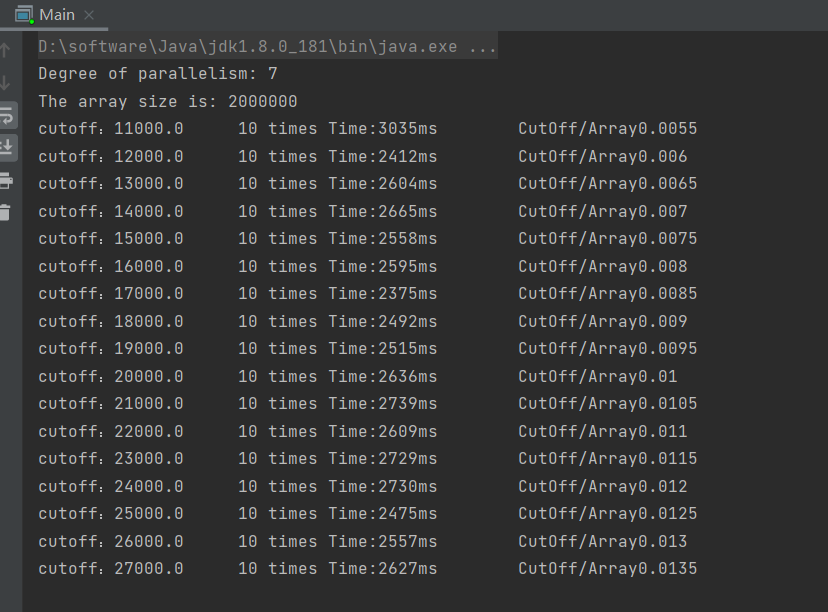 Main
D:\software\Java\jdk1.8.0_181\bin\java.exe ...
Degree of parallelism: 7
The array size is: 2000000
cutoff：11000.0 10 times Time:3035ms CutOff/Array0.0055
cutoff：12000.0 10 times Time:2412ms CutOff/Array0.006
cutoff：13000.0 10 times Time:2604ms CutOff/Array0.0065
cutoff：14000.0 10 times Time:2665ms CutOff/Array0.007
cutoff：15000.0 10 times Time:2558ms CutOff/Array0.0075
cutoff：16000.0 10 times Time:2595ms CutOff/Array0.008
cutoff：17000.0 10 times Time:2375ms CutOff/Array0.0085
cutoff：18000.0 10 times Time:2492ms CutOff/Array0.009
cutoff：19000.0 10 times Time:2515ms CutOff/Array0.0095
cutoff：20000.0 10 times Time:2636ms CutOff/Array0.01
cutoff：21000.0 10 times Time:2739ms CutOff/Array0.0105
cutoff：22000.0 10 times Time:2609ms CutOff/Array0.011
cutoff：23000.0 10 times Time:2729ms CutOff/Array0.0115
cutoff：24000.0 10 times Time:2730ms CutOff/Array0.012
cutoff：25000.0 10 times Time:2475ms CutOff/Array0.0125
cutoff：26000.0 10 times Time:2557ms CutOff/Array0.013
cutoff：27000.0 10 times Time:2627ms CutOff/Array0.0135